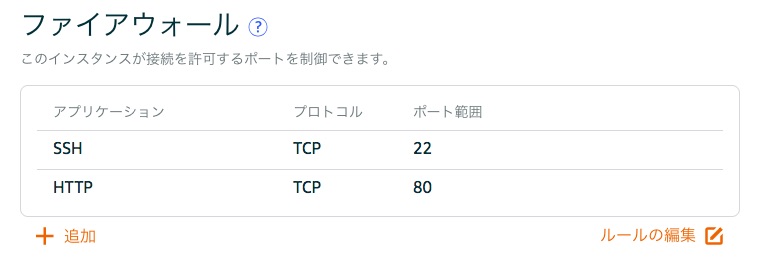 ファイアウォール ?
このインスタンスが接続を許可するポートを制御できます。
アプリケーション プロトコル ポート範囲
SSH TCP 22
HTTP TCP 80
+ 追加 ルールの編集